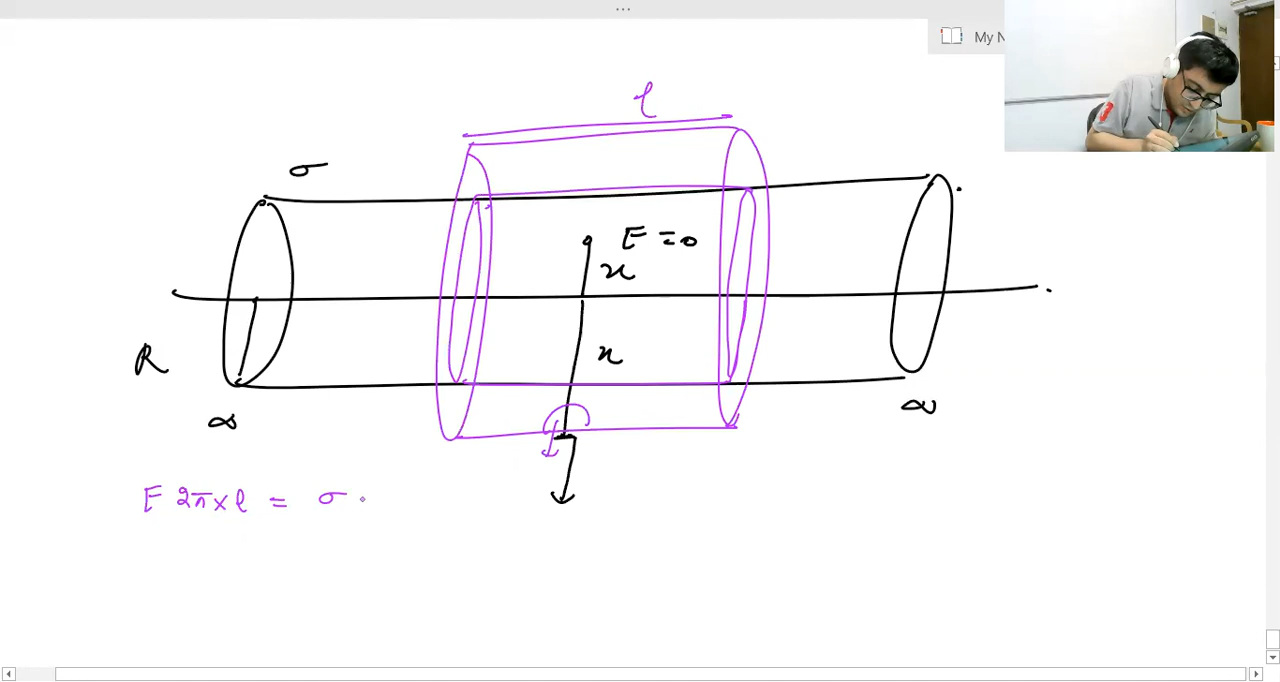 ...
My N
l
σ
E = 0
x
x
R
∞
∞
E 2πxl = σ ·